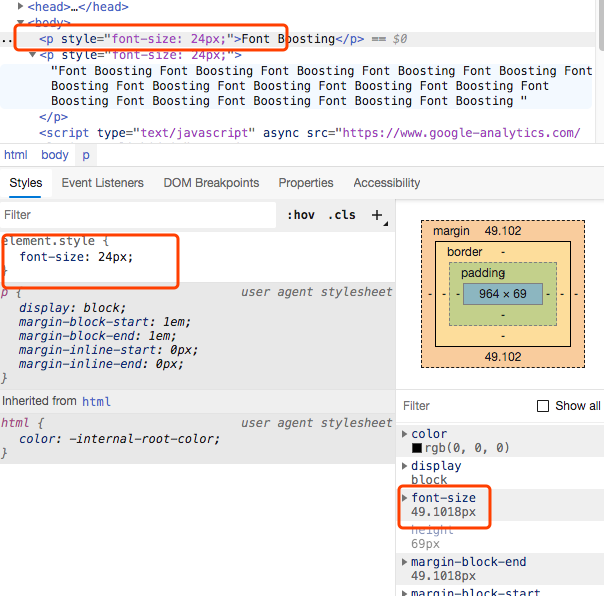 ▶<head>…</head>
▼<body>
..<p style="font-size: 24px;">Font Boosting</p> == $0
▼<p style="font-size: 24px;">
"Font Boosting Font Boosting Font Boosting Font Boosting Font Boosting Font
Boosting Font Boosting Font Boosting Font Boosting Font Boosting Font
Boosting Font Boosting Font Boosting Font Boosting Font Boosting "
</p>
<script type="text/javascript" async src="https://www.google-analytics.com/
html body p
Styles Event Listeners DOM Breakpoints Properties Accessibility
Filter :hov .cls +
element.style {
font-size: 24px;
}
p { user agent stylesheet
display: block;
margin-block-start: 1em;
margin-block-end: 1em;
margin-inline-start: 0px;
margin-inline-end: 0px;
}
Inherited from html
html { user agent stylesheet
color: -internal-root-color;
}
margin 49.102
border -
padding -
- - - 964 × 69 - - -
-
-
49.102
Filter Show all
▶color
rgb(0, 0, 0)
▶display
block
▶font-size
49.1018px
height
69px
▶margin-block-end
49.1018px
▶margin-block-start